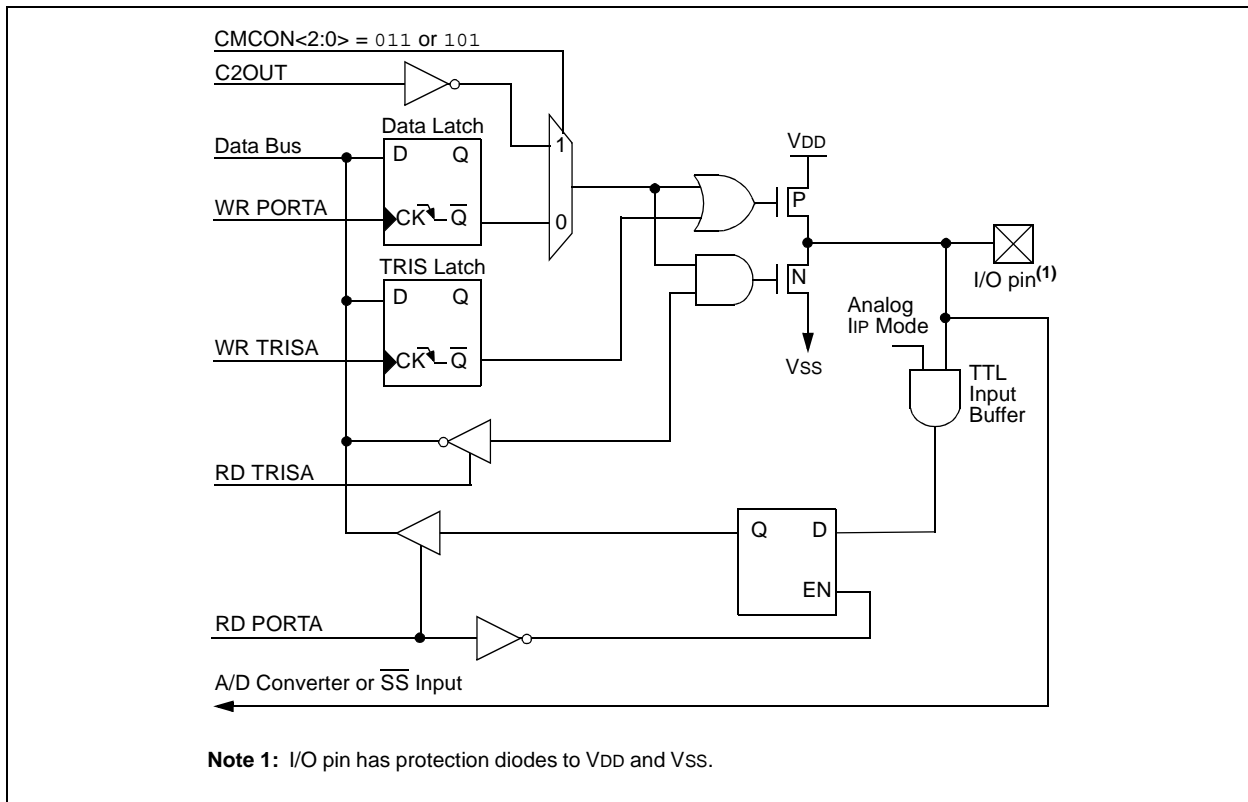 CMCON<2:0> = 011 or 101
C2OUT
Data Bus
Data Latch
D Q
WR PORTA
CK Q̅
1
0
VDD
P
N
I/O pin(1)
TRIS Latch
D Q
WR TRISA
CK Q̅
VSS
Analog
IIP Mode
TTL
Input
Buffer
RD TRISA
Q D
EN
RD PORTA
A/D Converter or S̅S̅ Input
Note 1: I/O pin has protection diodes to VDD and VSS.